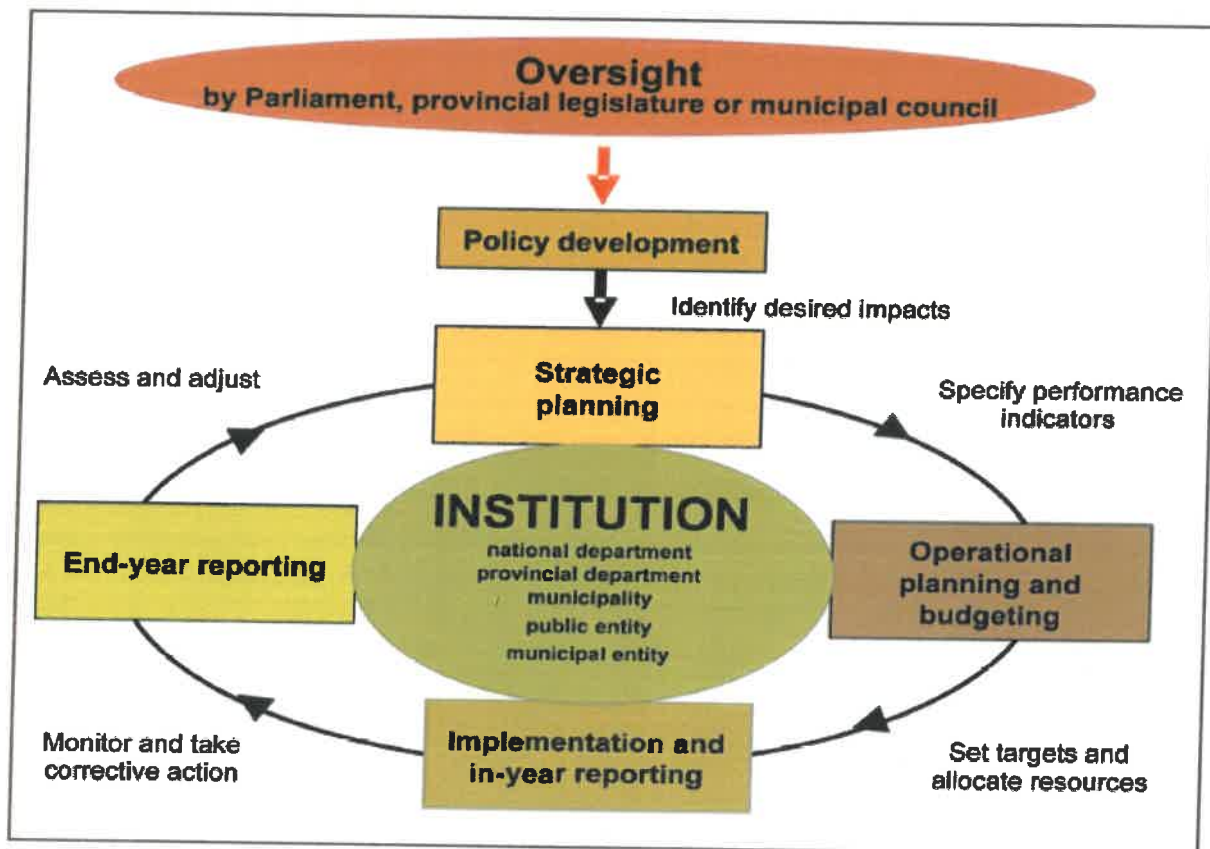 Oversight
by Parliament, provincial legislature or municipal council
Policy development
Identify desired impacts
Strategic
planning
Assess and adjust
Specify performance
indicators
INSTITUTION
national department
provincial department
municipality
public entity
municipal entity
End-year reporting
Operational
planning and
budgeting
Implementation and
in-year reporting
Monitor and take
corrective action
Set targets and
allocate resources